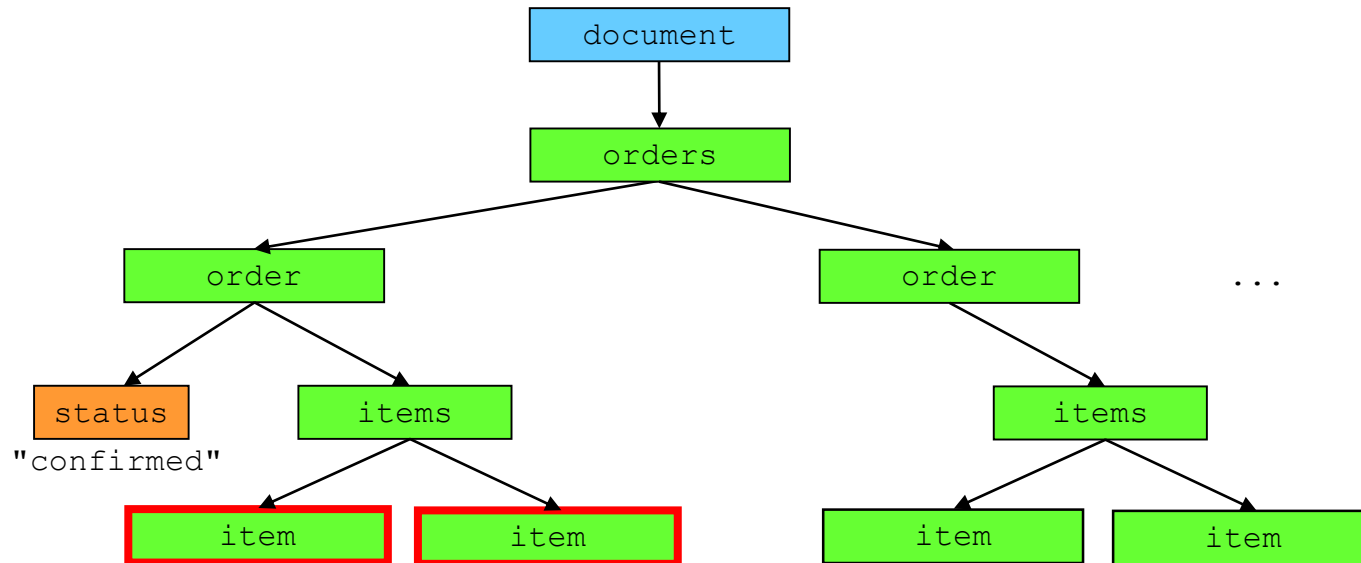 document
orders
order
order
...
status
items
items
"confirmed"
item
item
item
item